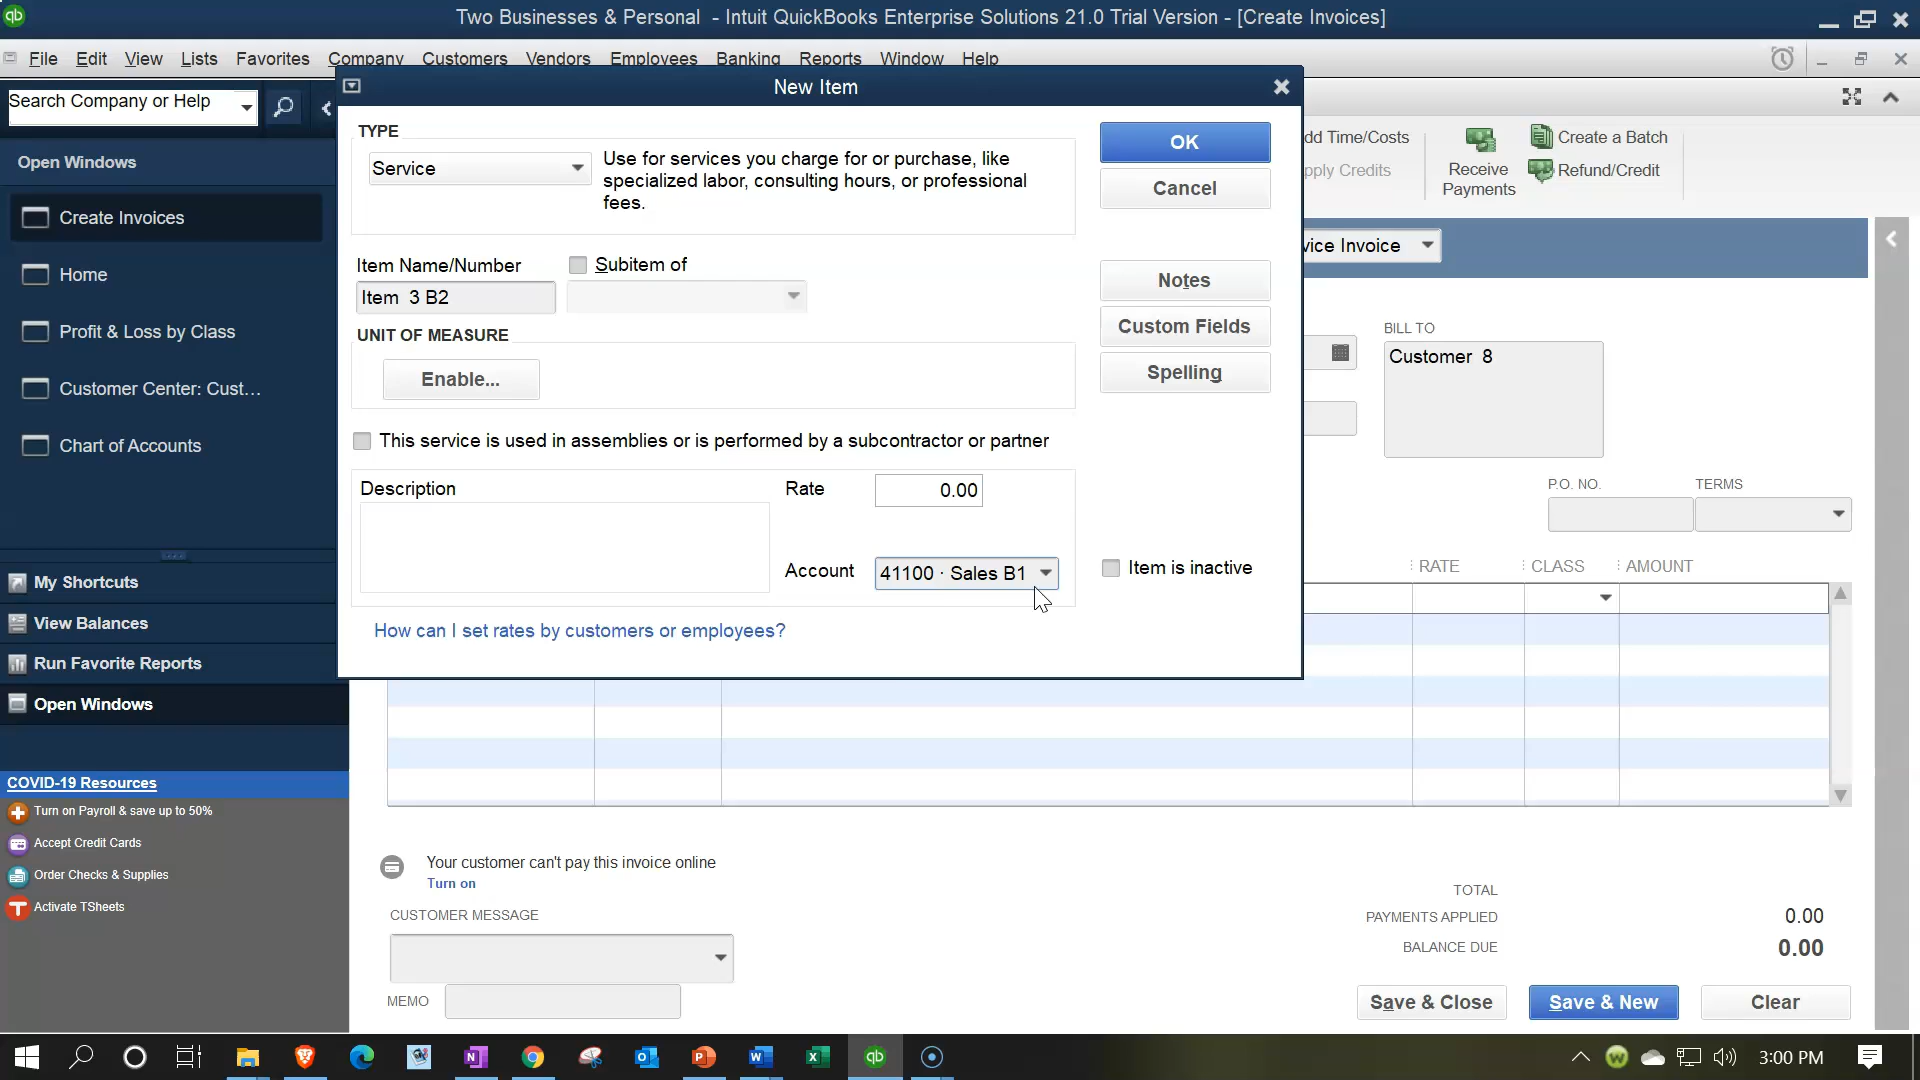 Two Businesses & Personal  - Intuit QuickBooks Enterprise Solutions 21.0 Trial Version - [Create Invoices]
File Edit View Lists Favorites Company Customers Vendors Employees Banking Reports Window Help
Search Company or Help
Open Windows
Create Invoices
Home
Profit & Loss by Class
Customer Center: Cust...
Chart of Accounts
My Shortcuts
View Balances
Run Favorite Reports
Open Windows
COVID-19 Resources
Turn on Payroll & save up to 50%
Accept Credit Cards
Order Checks & Supplies
Activate TSheets
New Item
TYPE
Service
Use for services you charge for or purchase, like
specialized labor, consulting hours, or professional
fees.
OK
Cancel
Item Name/Number
Subitem of
Item  3 B2
Notes
Custom Fields
Spelling
UNIT OF MEASURE
Enable...
This service is used in assemblies or is performed by a subcontractor or partner
Description
Rate
0.00
Account
41100 · Sales B1
Item is inactive
How can I set rates by customers or employees?
dd Time/Costs
pply Credits
Receive
Payments
Create a Batch
Refund/Credit
vice Invoice
BILL TO
Customer  8
P.O. NO.
TERMS
RATE
CLASS
AMOUNT
Your customer can't pay this invoice online
Turn on
CUSTOMER MESSAGE
MEMO
TOTAL
PAYMENTS APPLIED
0.00
BALANCE DUE
0.00
Save & Close
Save & New
Clear
3:00 PM